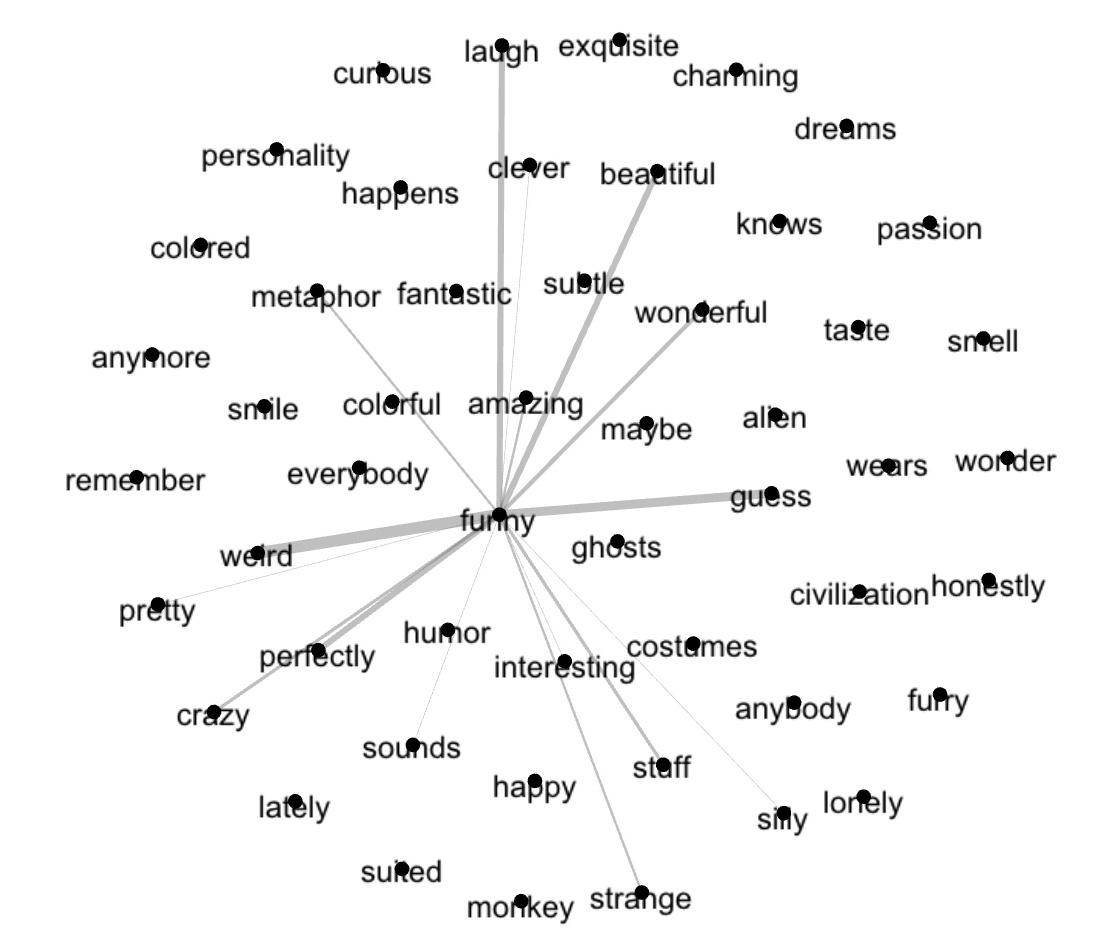 laugh
exquisite
curious
charming
dreams
personality
clever
beautiful
happens
knows
passion
colored
metaphor
fantastic
subtle
wonderful
taste
smell
anymore
smile
colorful
amazing
maybe
alien
remember
everybody
wears
wonder
guess
funny
weird
ghosts
pretty
civilization
honestly
perfectly
humor
interesting
costumes
crazy
anybody
furry
sounds
stuff
happy
lately
silly
lonely
suited
monkey
strange